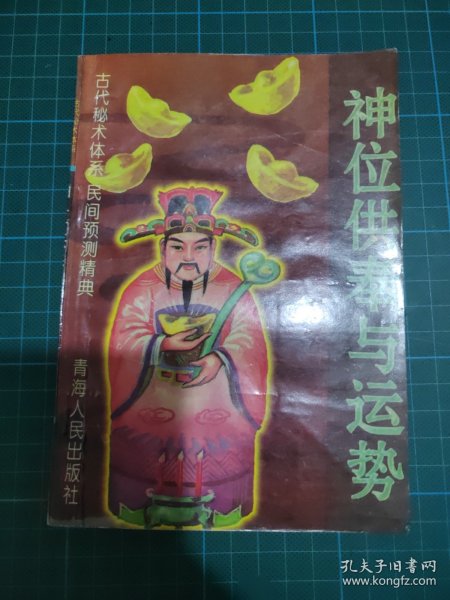 神位供奉与运势
古代秘术体系 民间预测精典
青海人民出版社
孔夫子旧书网
www.kongfz.com